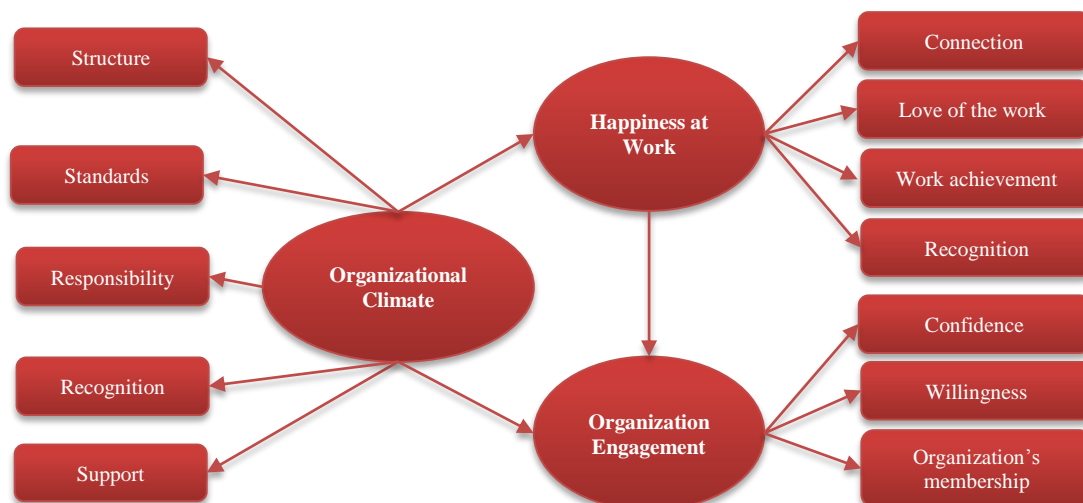 Structure
Standards
Responsibility
Recognition
Support
Organizational
Climate
Happiness at
Work
Organization
Engagement
Connection
Love of the work
Work achievement
Recognition
Confidence
Willingness
Organization’s
membership